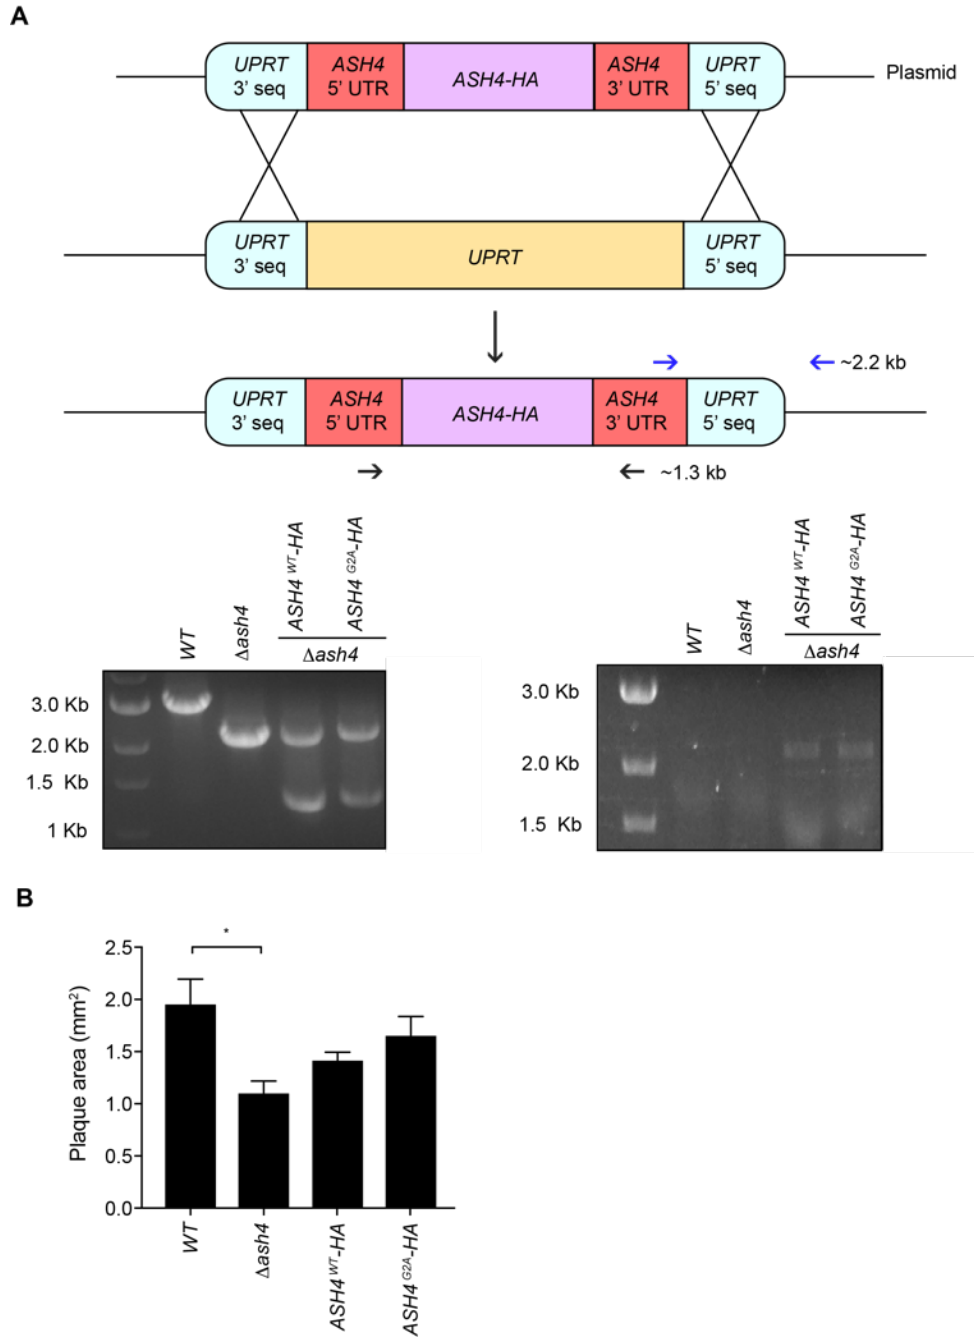 A
UPRT
3' seq
ASH4
5' UTR
ASH4-HA
ASH4
3' UTR
UPRT
5' seq
Plasmid
UPRT
3' seq
UPRT
UPRT
5' seq
~2.2 kb
UPRT
3' seq
ASH4
5' UTR
ASH4-HA
ASH4
3' UTR
UPRT
5' seq
~1.3 kb
WT
Δash4
ASH4 WT-HA
ASH4 G2A-HA
Δash4
3.0 Kb
2.0 Kb
1.5 Kb
1 Kb
WT
Δash4
ASH4 WT-HA
ASH4 G2A-HA
Δash4
3.0 Kb
2.0 Kb
1.5 Kb
B
Plaque area (mm²)
2.5
2.0
1.5
1.0
0.5
0.0
*
WT
Δash4
ASH4 WT-HA
ASH4 G2A-HA